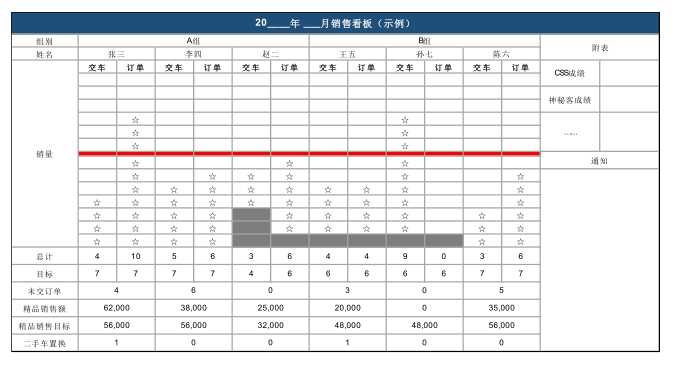 20____年 ___月销售看板（示例）
组别 A组 B组 附表
姓名 张三 李四 赵二 王五 孙七 陈六
交车 订单 交车 订单 交车 订单 交车 订单 交车 订单 交车 订单
CSS成绩
神秘客成绩
……
通知
销量
☆ ☆
☆ ☆
☆ ☆
☆ ☆ ☆
☆ ☆ ☆ ☆ ☆ ☆
☆ ☆ ☆ ☆ ☆ ☆ ☆ ☆ ☆
☆ ☆ ☆ ☆ ☆ ☆ ☆ ☆ ☆ ☆
☆ ☆ ☆ ☆ ☆ ☆ ☆ ☆ ☆ ☆
☆ ☆ ☆ ☆ ☆ ☆ ☆ ☆ ☆ ☆
☆ ☆ ☆ ☆ ☆ ☆
总计 4 10 5 6 3 6 4 4 9 0 3 6
目标 7 7 7 7 4 6 6 6 6 6 7 7
未交订单 4 6 0 3 0 5
精品销售额 62,000 38,000 25,000 20,000 0 35,000
精品销售目标 56,000 56,000 32,000 48,000 48,000 56,000
二手车置换 1 0 0 1 0 0